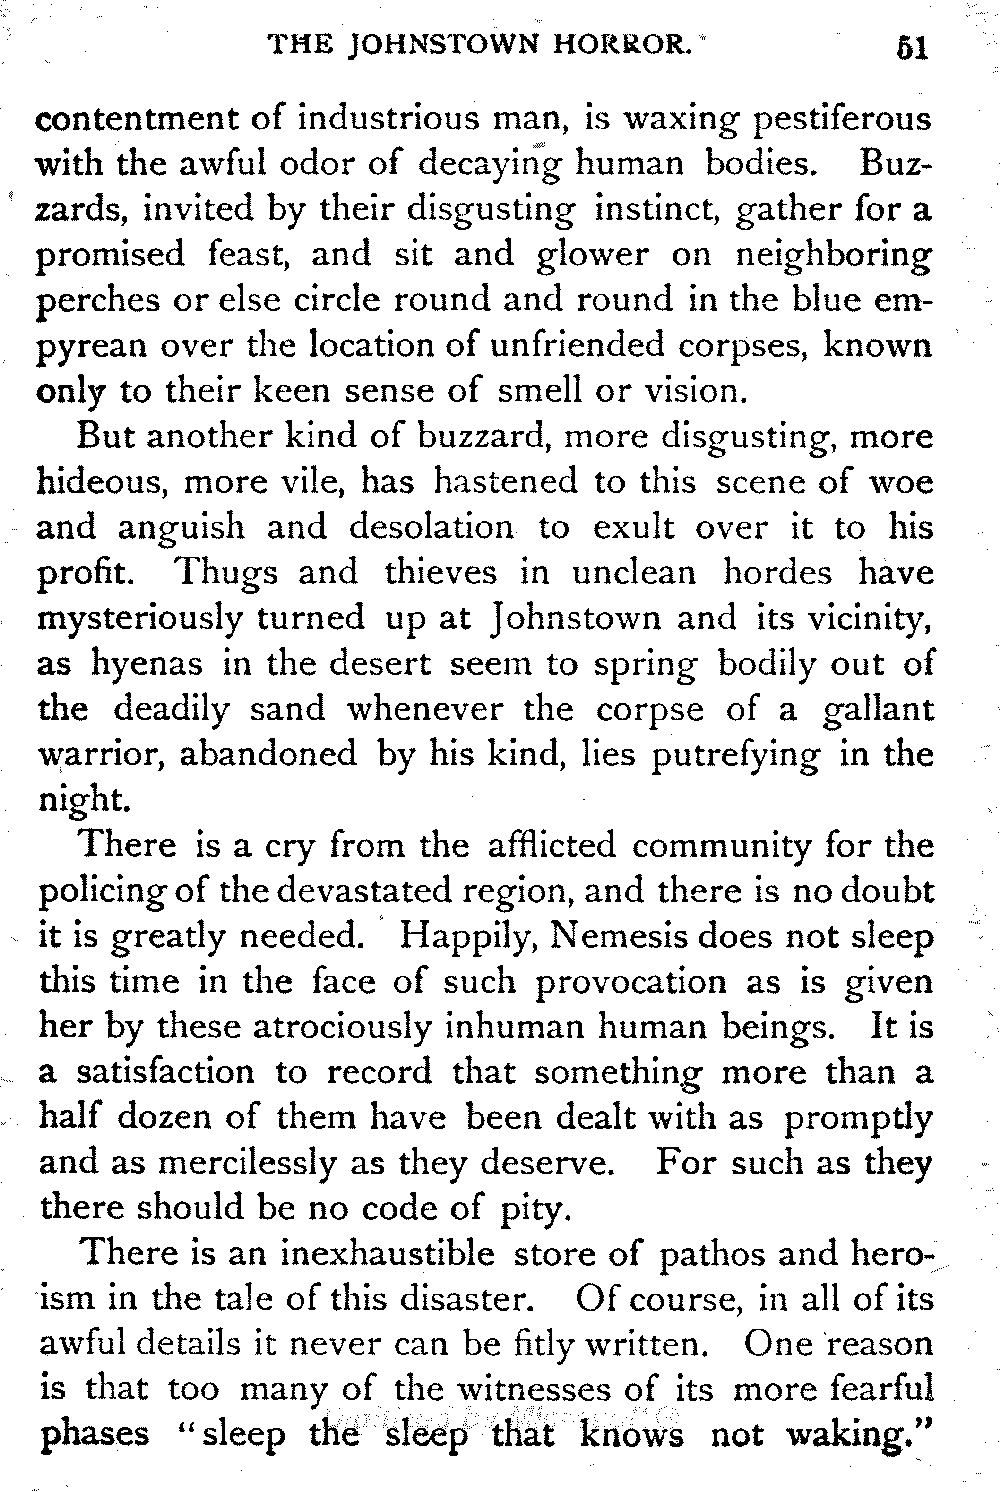 THE JOHNSTOWN HORROR. 51
contentment of industrious man, is waxing pestiferous
with the awful odor of decaying human bodies. Buz-
zards, invited by their disgusting instinct, gather for a
promised feast, and sit and glower on neighboring
perches or else circle round and round in the blue em-
pyrean over the location of unfriended corpses, known
only to their keen sense of smell or vision.
But another kind of buzzard, more disgusting, more
hideous, more vile, has hastened to this scene of woe
and anguish and desolation to exult over it to his
profit. Thugs and thieves in unclean hordes have
mysteriously turned up at Johnstown and its vicinity,
as hyenas in the desert seem to spring bodily out of
the deadily sand whenever the corpse of a gallant
warrior, abandoned by his kind, lies putrefying in the
night.
There is a cry from the afflicted community for the
policing of the devastated region, and there is no doubt
it is greatly needed. Happily, Nemesis does not sleep
this time in the face of such provocation as is given
her by these atrociously inhuman human beings. It is
a satisfaction to record that something more than a
half dozen of them have been dealt with as promptly
and as mercilessly as they deserve. For such as they
there should be no code of pity.
There is an inexhaustible store of pathos and hero-
ism in the tale of this disaster. Of course, in all of its
awful details it never can be fitly written. One reason
is that too many of the witnesses of its more fearful
phases "sleep the sleep that knows not waking."